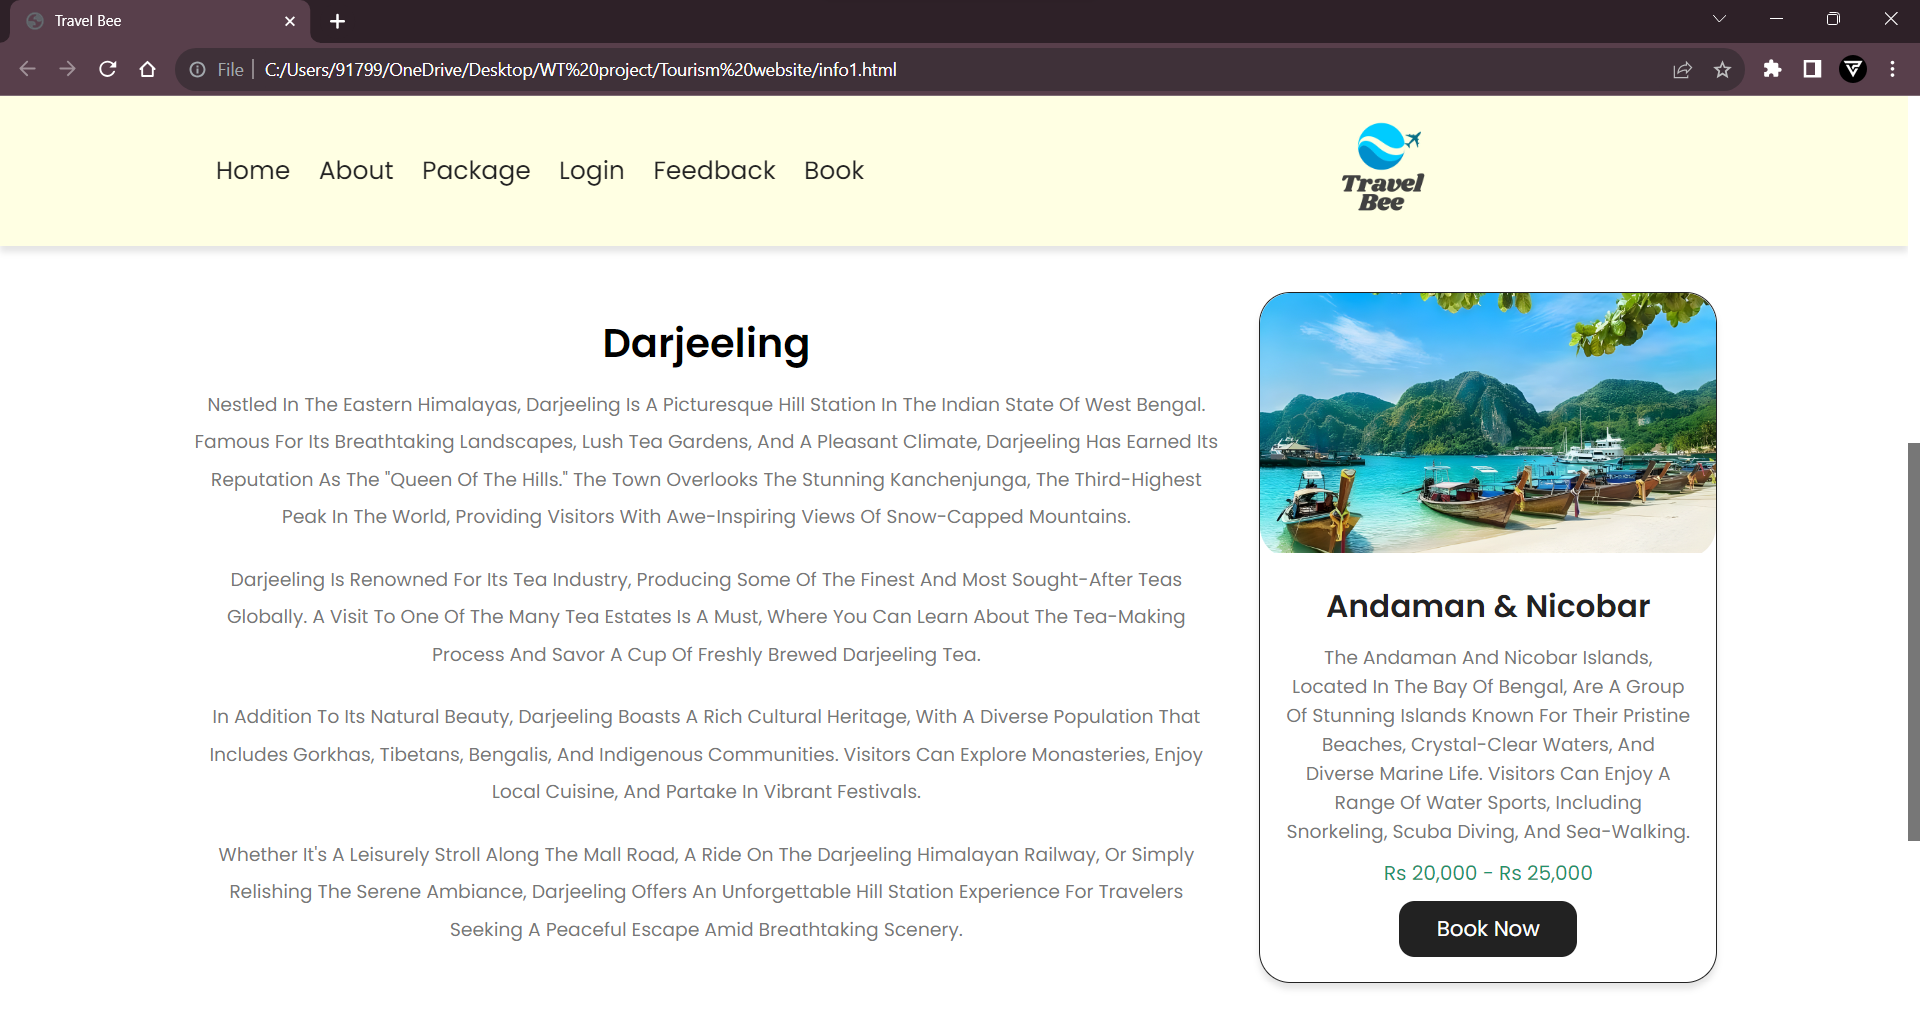 Travel Bee
File
C:/Users/91799/OneDrive/Desktop/WT%20project/Tourism%20website/info1.html
Home About Package Login Feedback Book
Travel
Bee
Darjeeling
Nestled In The Eastern Himalayas, Darjeeling Is A Picturesque Hill Station In The Indian State Of West Bengal.
Famous For Its Breathtaking Landscapes, Lush Tea Gardens, And A Pleasant Climate, Darjeeling Has Earned Its
Reputation As The "Queen Of The Hills." The Town Overlooks The Stunning Kanchenjunga, The Third-Highest
Peak In The World, Providing Visitors With Awe-Inspiring Views Of Snow-Capped Mountains.
Darjeeling Is Renowned For Its Tea Industry, Producing Some Of The Finest And Most Sought-After Teas
Globally. A Visit To One Of The Many Tea Estates Is A Must, Where You Can Learn About The Tea-Making
Process And Savor A Cup Of Freshly Brewed Darjeeling Tea.
In Addition To Its Natural Beauty, Darjeeling Boasts A Rich Cultural Heritage, With A Diverse Population That
Includes Gorkhas, Tibetans, Bengalis, And Indigenous Communities. Visitors Can Explore Monasteries, Enjoy
Local Cuisine, And Partake In Vibrant Festivals.
Whether It's A Leisurely Stroll Along The Mall Road, A Ride On The Darjeeling Himalayan Railway, Or Simply
Relishing The Serene Ambiance, Darjeeling Offers An Unforgettable Hill Station Experience For Travelers
Seeking A Peaceful Escape Amid Breathtaking Scenery.
Andaman & Nicobar
The Andaman And Nicobar Islands,
Located In The Bay Of Bengal, Are A Group
Of Stunning Islands Known For Their Pristine
Beaches, Crystal-Clear Waters, And
Diverse Marine Life. Visitors Can Enjoy A
Range Of Water Sports, Including
Snorkeling, Scuba Diving, And Sea-Walking.
Rs 20,000 - Rs 25,000
Book Now